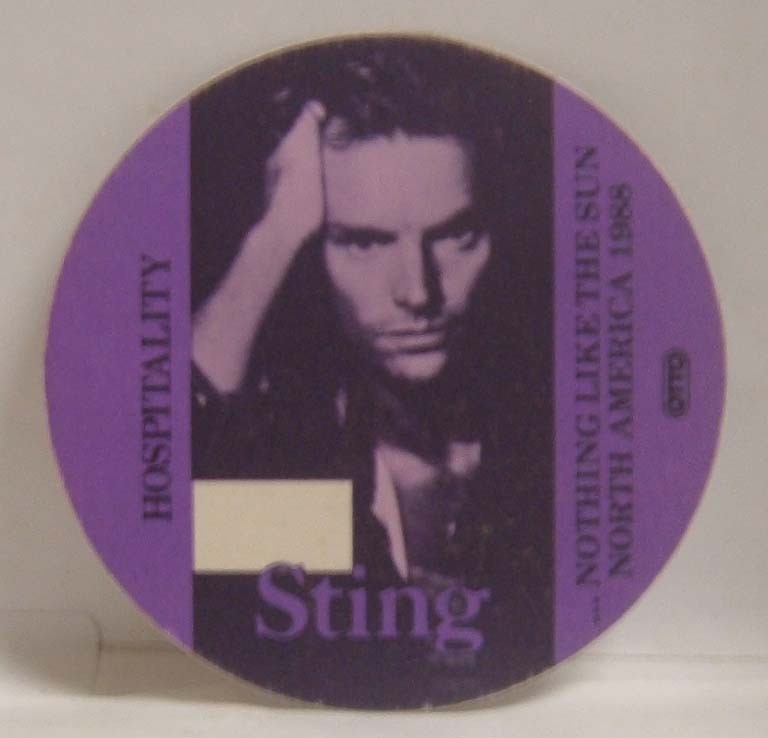 HOSPITALITY
Sting
... NOTHING LIKE THE SUN
NORTH AMERICA 1988
OTTO